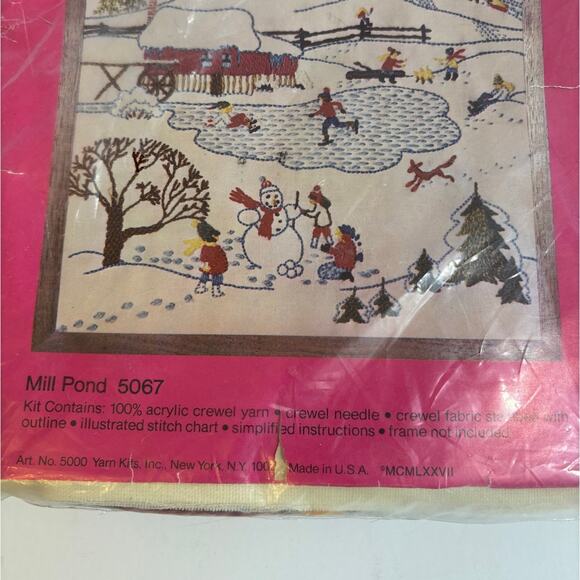 Mill Pond 5067
Kit Contains: 100% acrylic crewel yarn • crewel needle • crewel fabric with
outline • illustrated stitch chart • simplified instructions • frame not included
Art. No. 5000 Yarn Kits, Inc., New York, N.Y. Made in U.S.A. ©MCMLXXVII